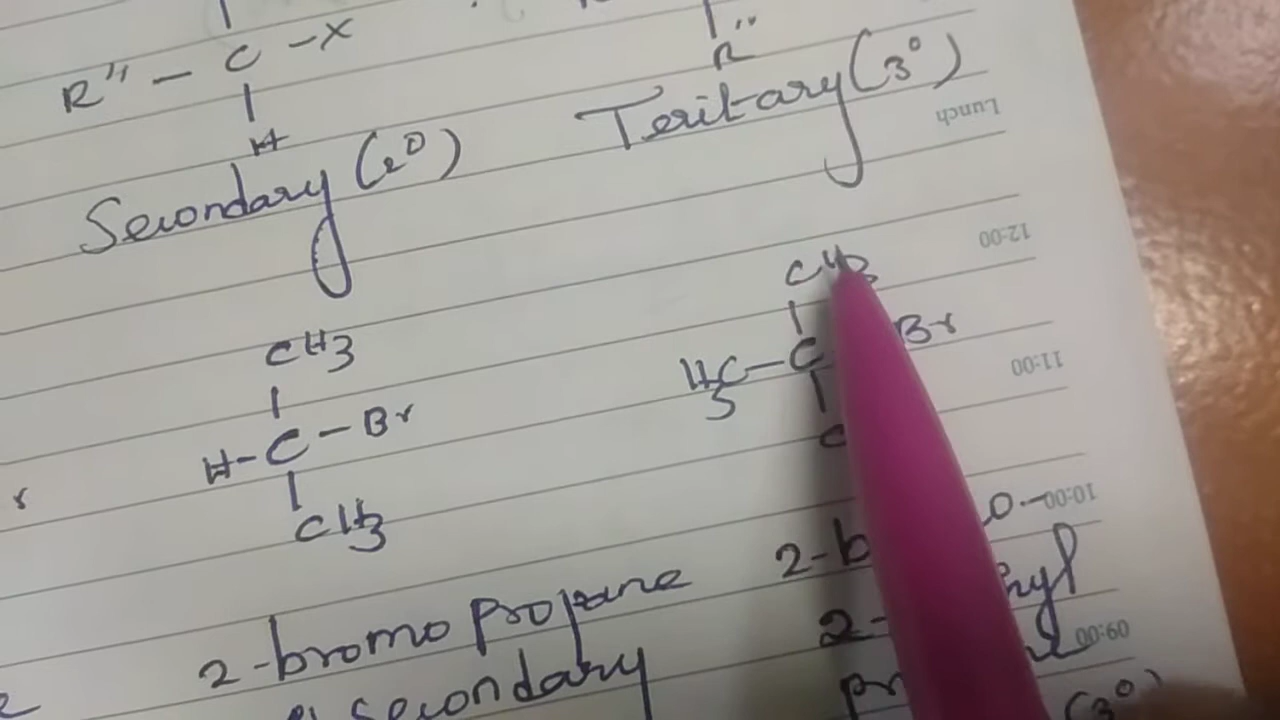 R" — C — X
H
R"
Secondary (2°)
Teritary (3°)
Lunch
12:00
CH3
H — C — Br
CH3
CH3
H3C — C Br
C
11:00
10:00
2-bromo propane
secondary
2-b o-
2- hyl
09:00
(3°)